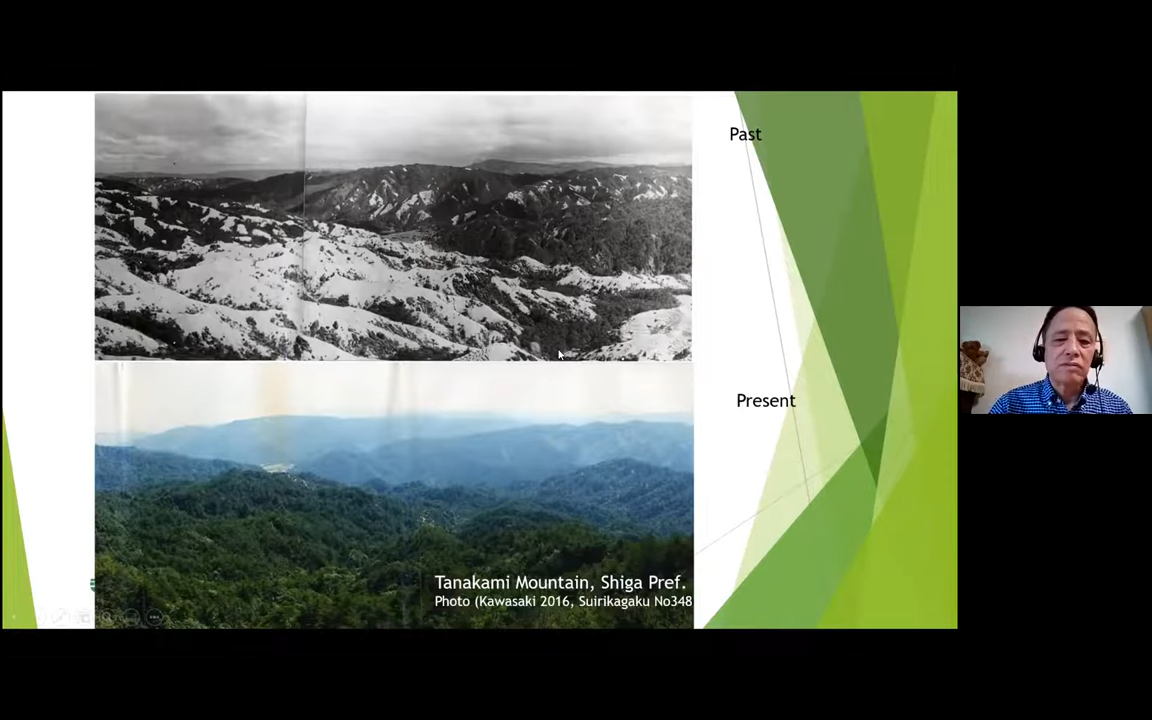 Past
Present
Tanakami Mountain, Shiga Pref.
Photo (Kawasaki 2016, Suirikagaku No348